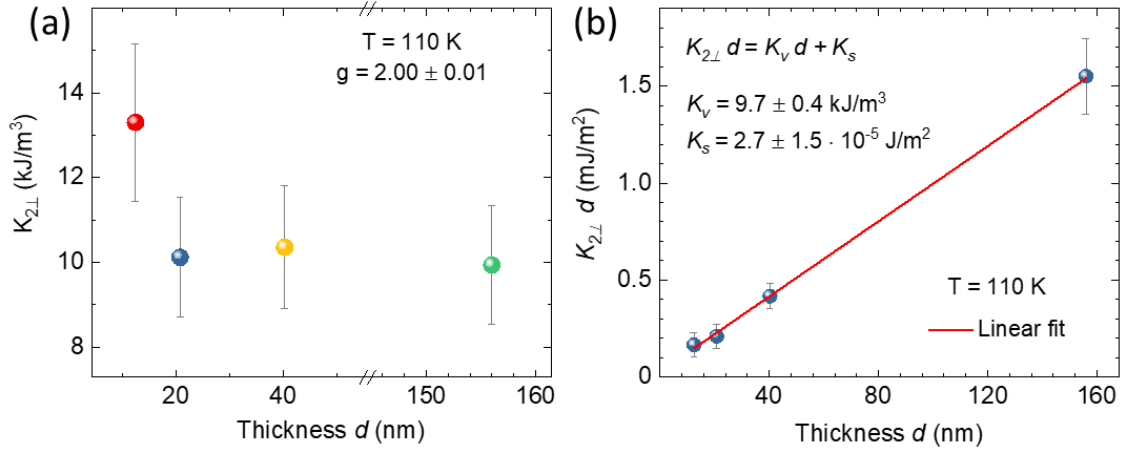 (a)
T = 110 K
g = 2.00 ± 0.01
K₂⊥ (kJ/m³)
14
12
10
8
20
40
150
160
Thickness d (nm)
(b)
K₂⊥ d = Kᵥ d + Kₛ
Kᵥ = 9.7 ± 0.4 kJ/m³
Kₛ = 2.7 ± 1.5 · 10⁻⁵ J/m²
K₂⊥ d (mJ/m²)
1.5
1.0
0.5
0
T = 110 K
Linear fit
40
80
120
160
Thickness d (nm)